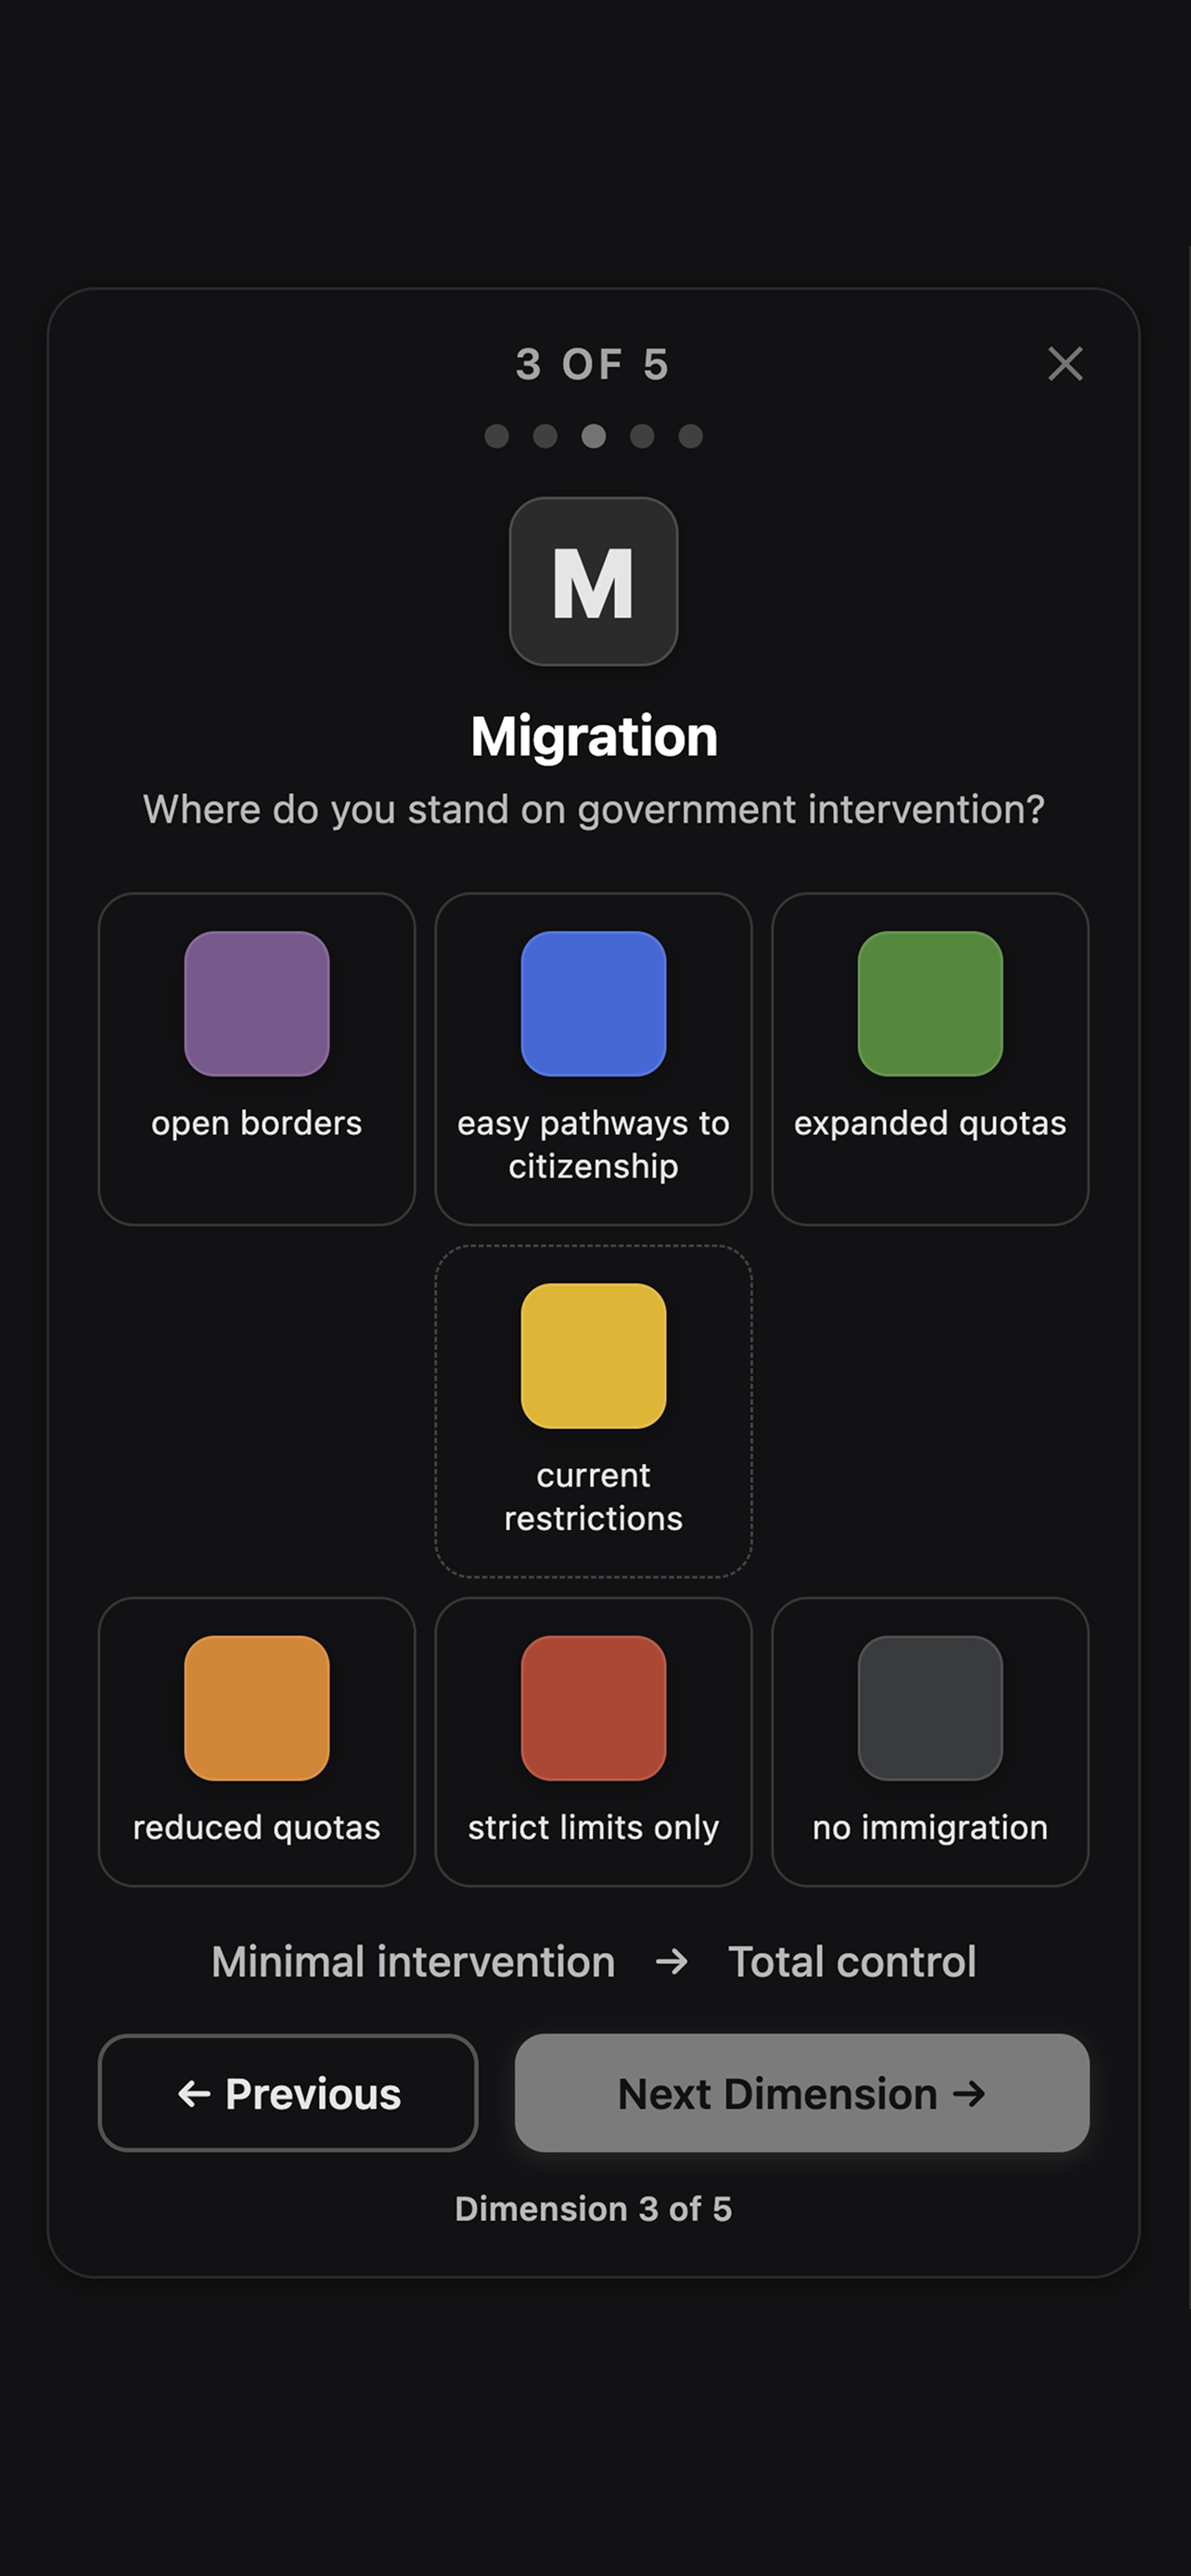 3 OF 5
M
Migration
Where do you stand on government intervention?
open borders
easy pathways to
citizenship
expanded quotas
current
restrictions
reduced quotas
strict limits only
no immigration
Minimal intervention → Total control
← Previous
Next Dimension →
Dimension 3 of 5